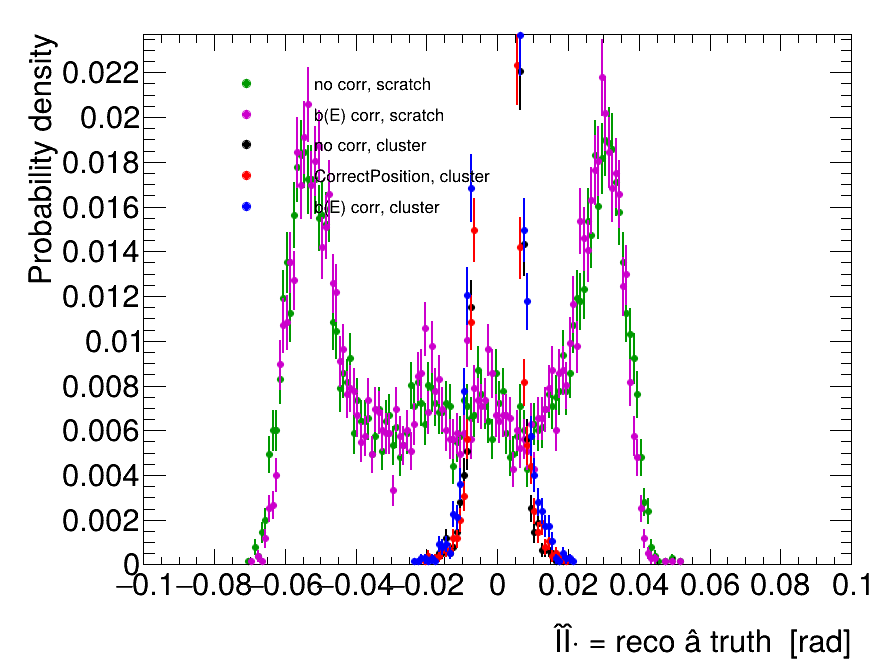 Probability density
0.022
0.02
0.018
0.016
0.014
0.012
0.01
0.008
0.006
0.004
0.002
0
no corr, scratch
b(E) corr, scratch
no corr, cluster
CorrectPosition, cluster
b(E) corr, cluster
−0.1 −0.08 −0.06 −0.04 −0.02 0 0.02 0.04 0.06 0.08 0.1
ÎÎ· = reco â truth [rad]